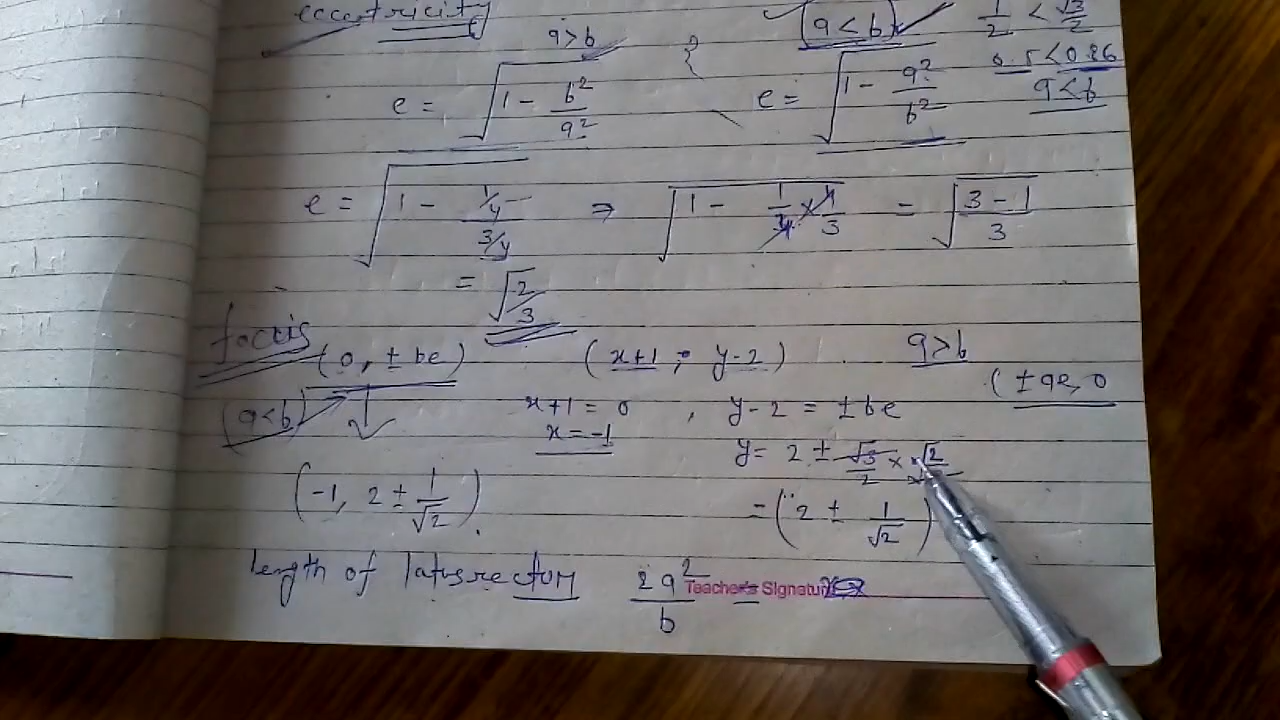 eccentricity
a>b { (a<b) 1/2 < √3/2
0.5<0.86
e = √(1 - b²/a²) e = √(1 - a²/b²) a<b
e = √(1 - (1/4)/(3/4)) ⇒ √(1 - 1/4 × 4/3) = √((3-1)/3)
= √(2/3)
focus (0, ± be) (x+1, y-2) a>b
(±ae, 0
(a<b) x+1 = 0 , y-2 = ±be
x = -1 y = 2 ± √3/2 × √2
(-1, 2 ± 1/√2). = (2 ± 1/√2)
length of latusrectum 2a²/b
Teacher's Signature